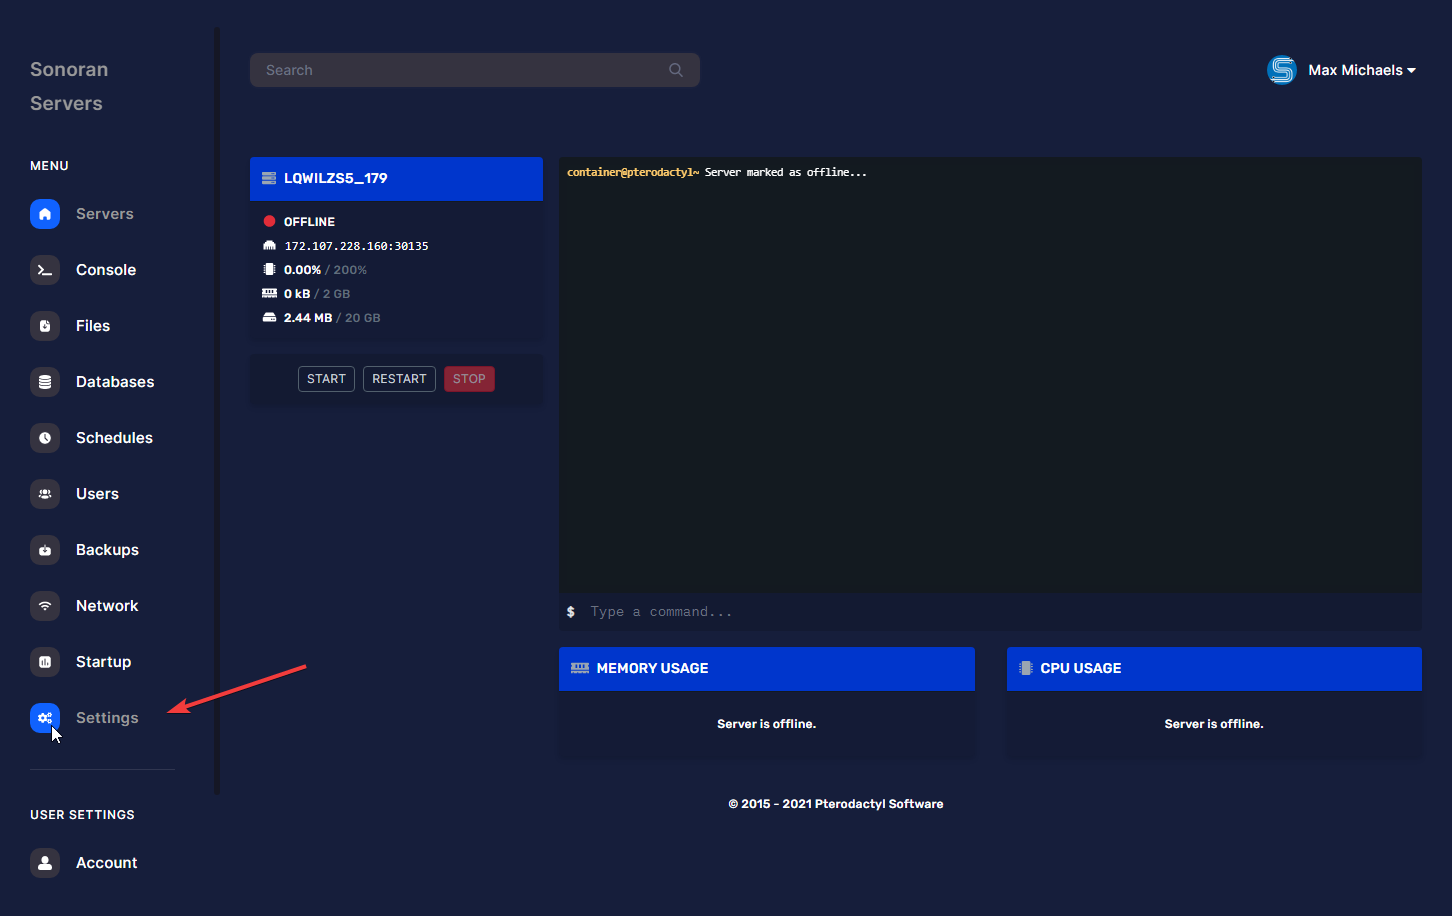 Sonoran
Servers
Search
Max Michaels
MENU
Servers
Console
Files
Databases
Schedules
Users
Backups
Network
Startup
Settings
USER SETTINGS
Account
LQWILZS5_179
OFFLINE
172.107.228.160:30135
0.00% / 200%
0 kB / 2 GB
2.44 MB / 20 GB
START RESTART STOP
container@pterodactyl~ Server marked as offline...
$ Type a command...
MEMORY USAGE
Server is offline.
CPU USAGE
Server is offline.
© 2015 - 2021 Pterodactyl Software